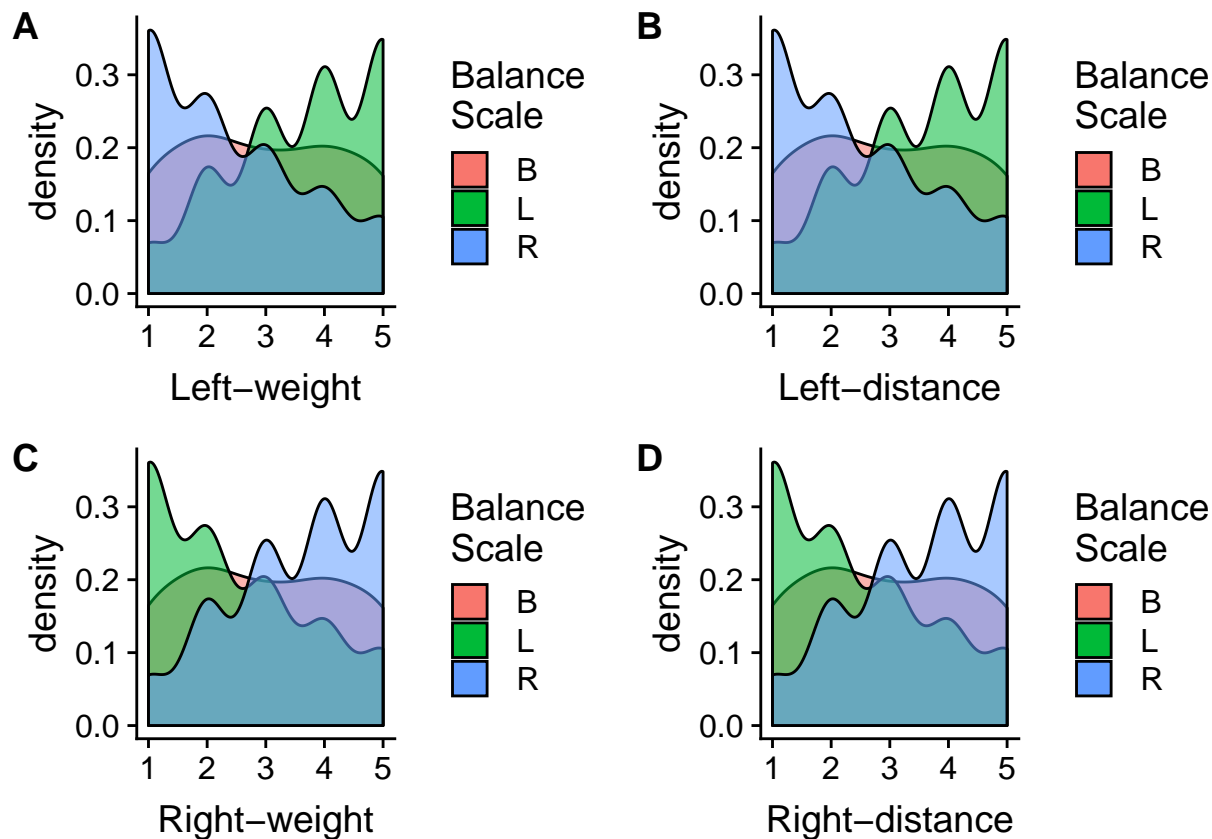 A
density
0.3
0.2
0.1
0.0
1 2 3 4 5
Left−weight
Balance
Scale
B
L
R
B
density
0.3
0.2
0.1
0.0
1 2 3 4 5
Left−distance
Balance
Scale
B
L
R
C
density
0.3
0.2
0.1
0.0
1 2 3 4 5
Right−weight
Balance
Scale
B
L
R
D
density
0.3
0.2
0.1
0.0
1 2 3 4 5
Right−distance
Balance
Scale
B
L
R